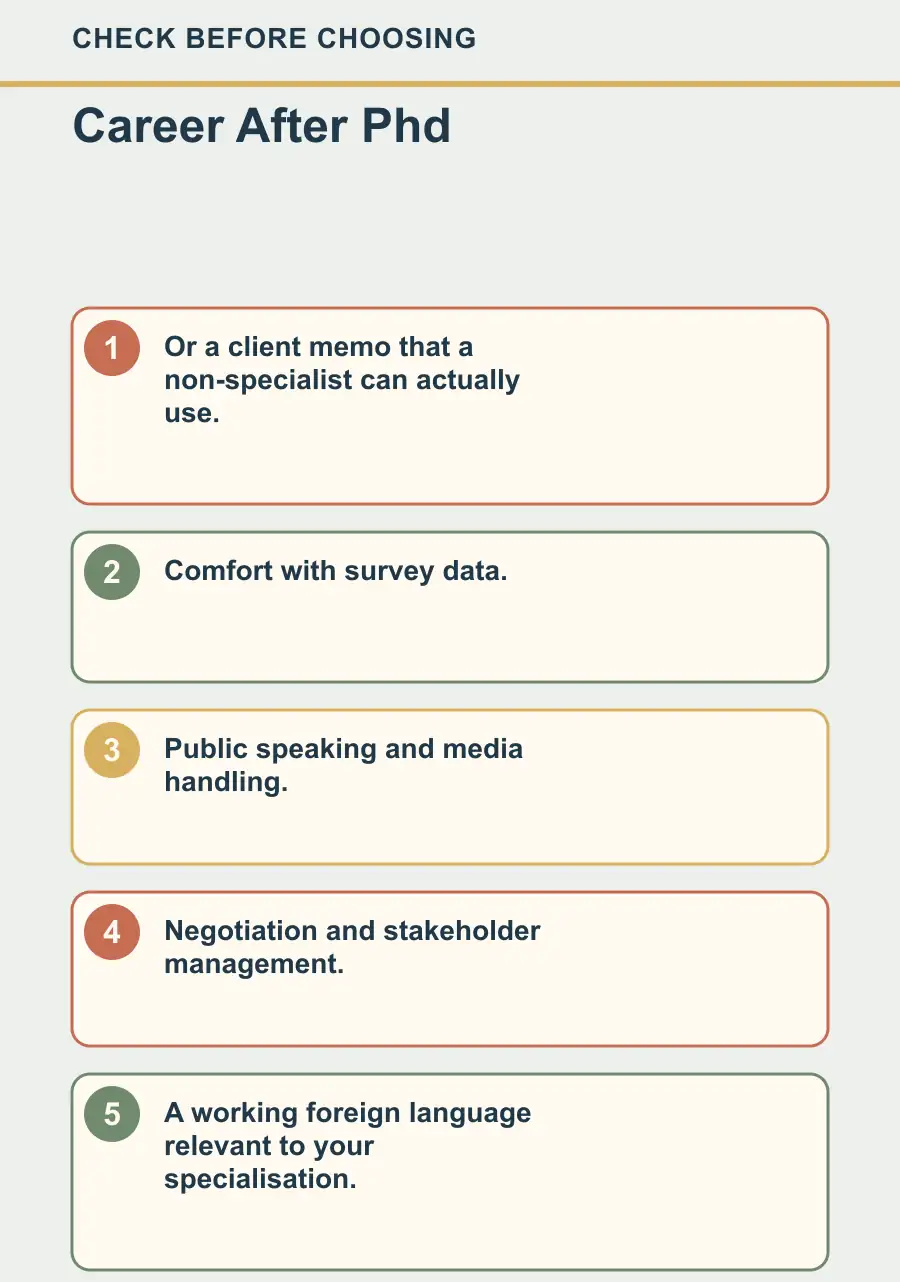 CHECK BEFORE CHOOSING
Career After Phd
1
Or a client memo that a
non-specialist can actually
use.
2
Comfort with survey data.
3
Public speaking and media
handling.
4
Negotiation and stakeholder
management.
5
A working foreign language
relevant to your
specialisation.